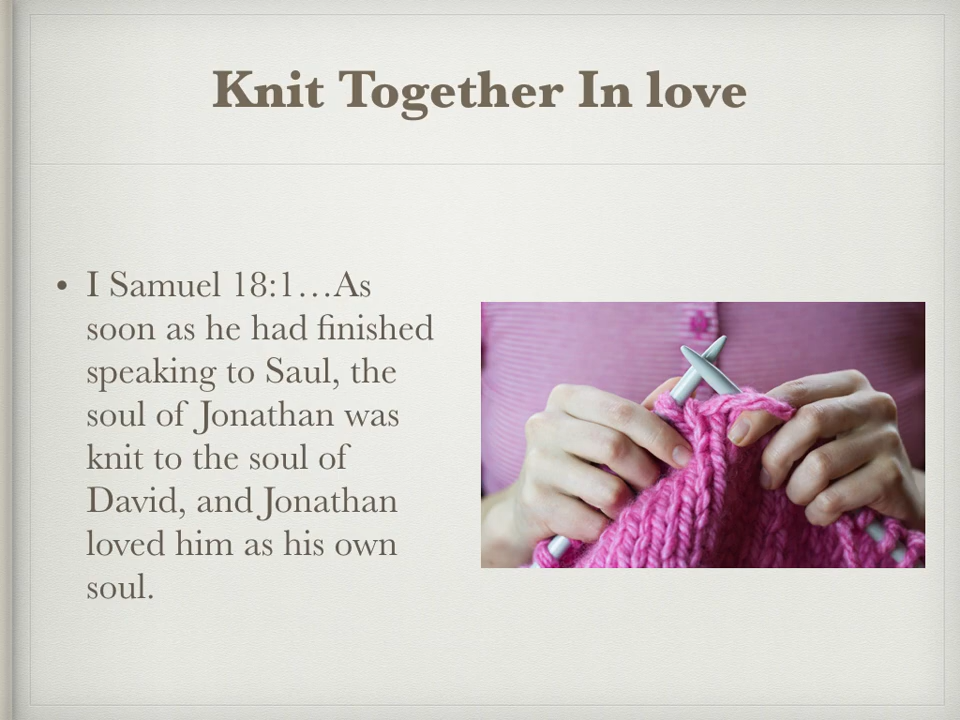 Knit Together In love
• I Samuel 18:1…As
soon as he had finished
speaking to Saul, the
soul of Jonathan was
knit to the soul of
David, and Jonathan
loved him as his own
soul.